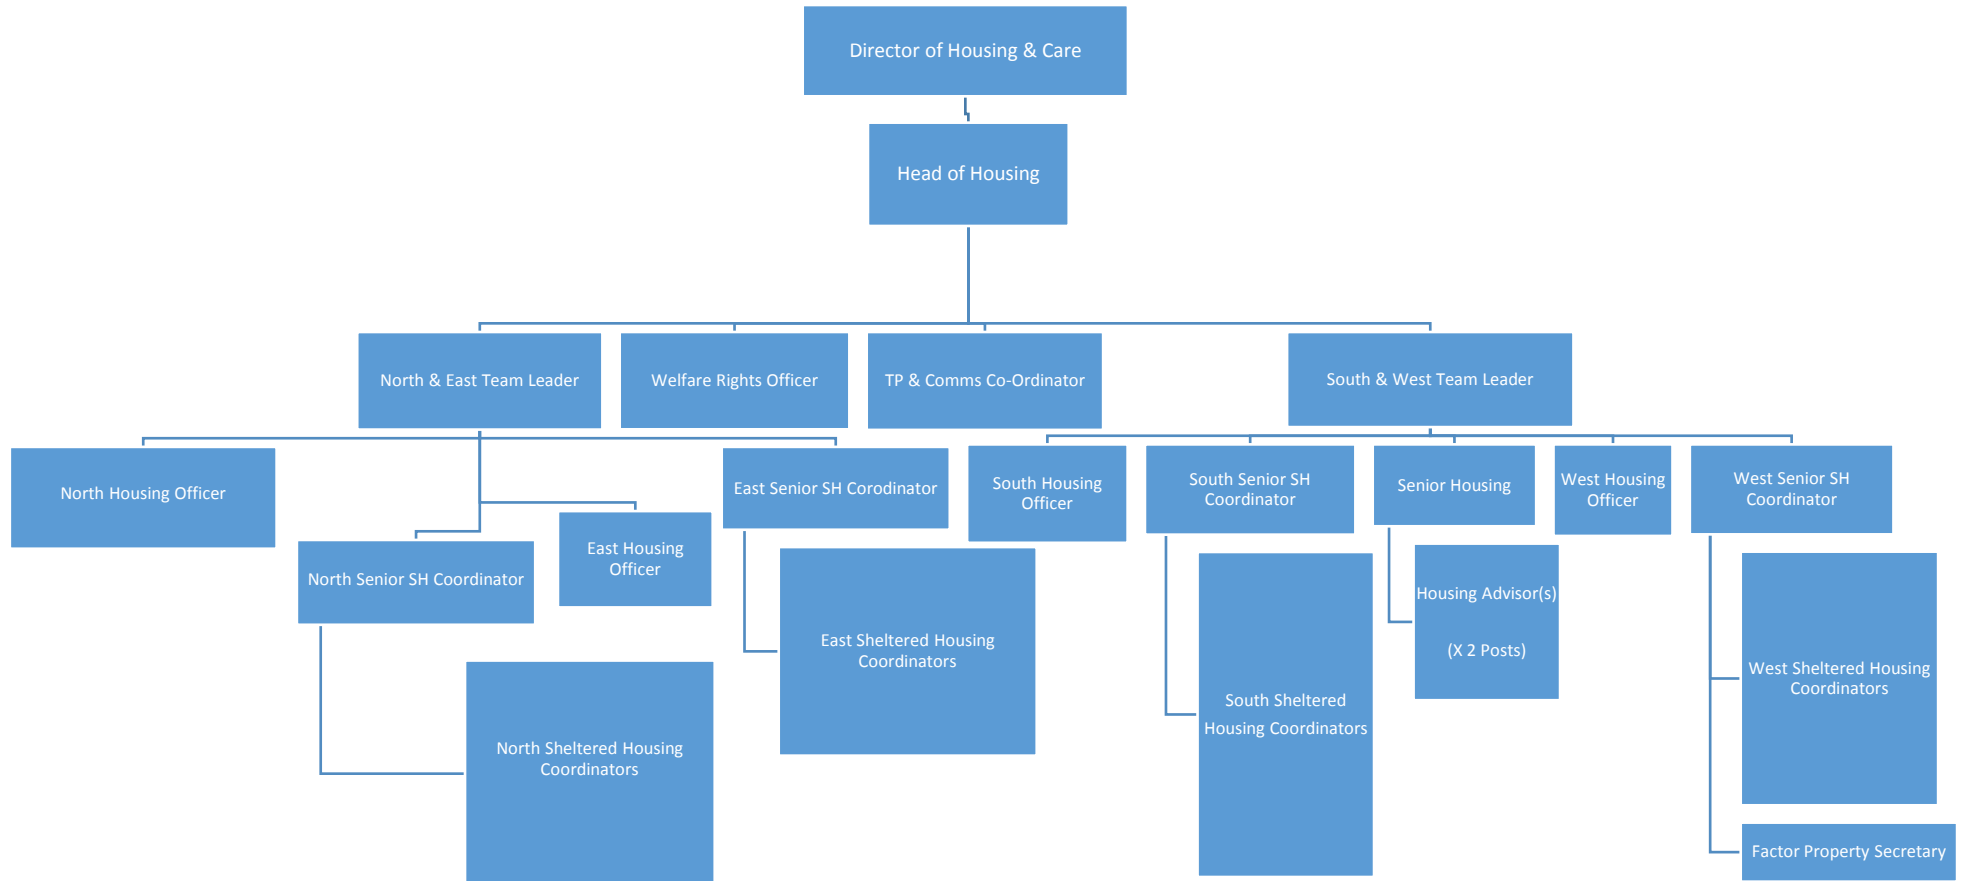 Director of Housing & Care
Head of Housing
North & East Team Leader
Welfare Rights Officer
TP & Comms Co-Ordinator
South & West Team Leader
North Housing Officer
North Senior SH Coordinator
North Sheltered Housing
Coordinators
East Housing
Officer
East Senior SH Corodinator
East Sheltered Housing
Coordinators
South Housing
Officer
South Senior SH
Coordinator
South Sheltered
Housing Coordinators
Senior Housing
Housing Advisor(s)
(X 2 Posts)
West Housing
Officer
West Senior SH
Coordinator
West Sheltered Housing
Coordinators
Factor Property Secretary